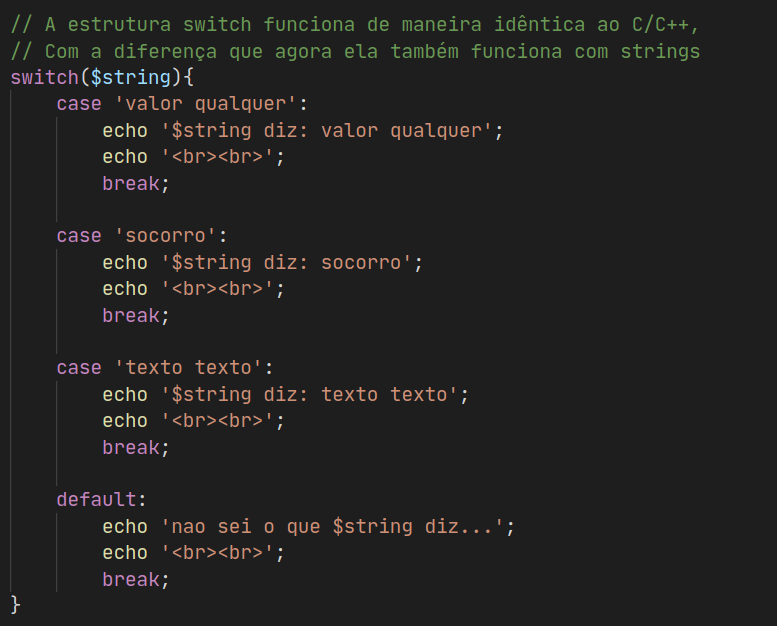 // A estrutura switch funciona de maneira idêntica ao C/C++,
// Com a diferença que agora ela também funciona com strings
switch($string){
    case 'valor qualquer':
        echo '$string diz: valor qualquer';
        echo '<br><br>';
        break;

    case 'socorro':
        echo '$string diz: socorro';
        echo '<br><br>';
        break;

    case 'texto texto':
        echo '$string diz: texto texto';
        echo '<br><br>';
        break;

    default:
        echo 'nao sei o que $string diz...';
        echo '<br><br>';
        break;
}